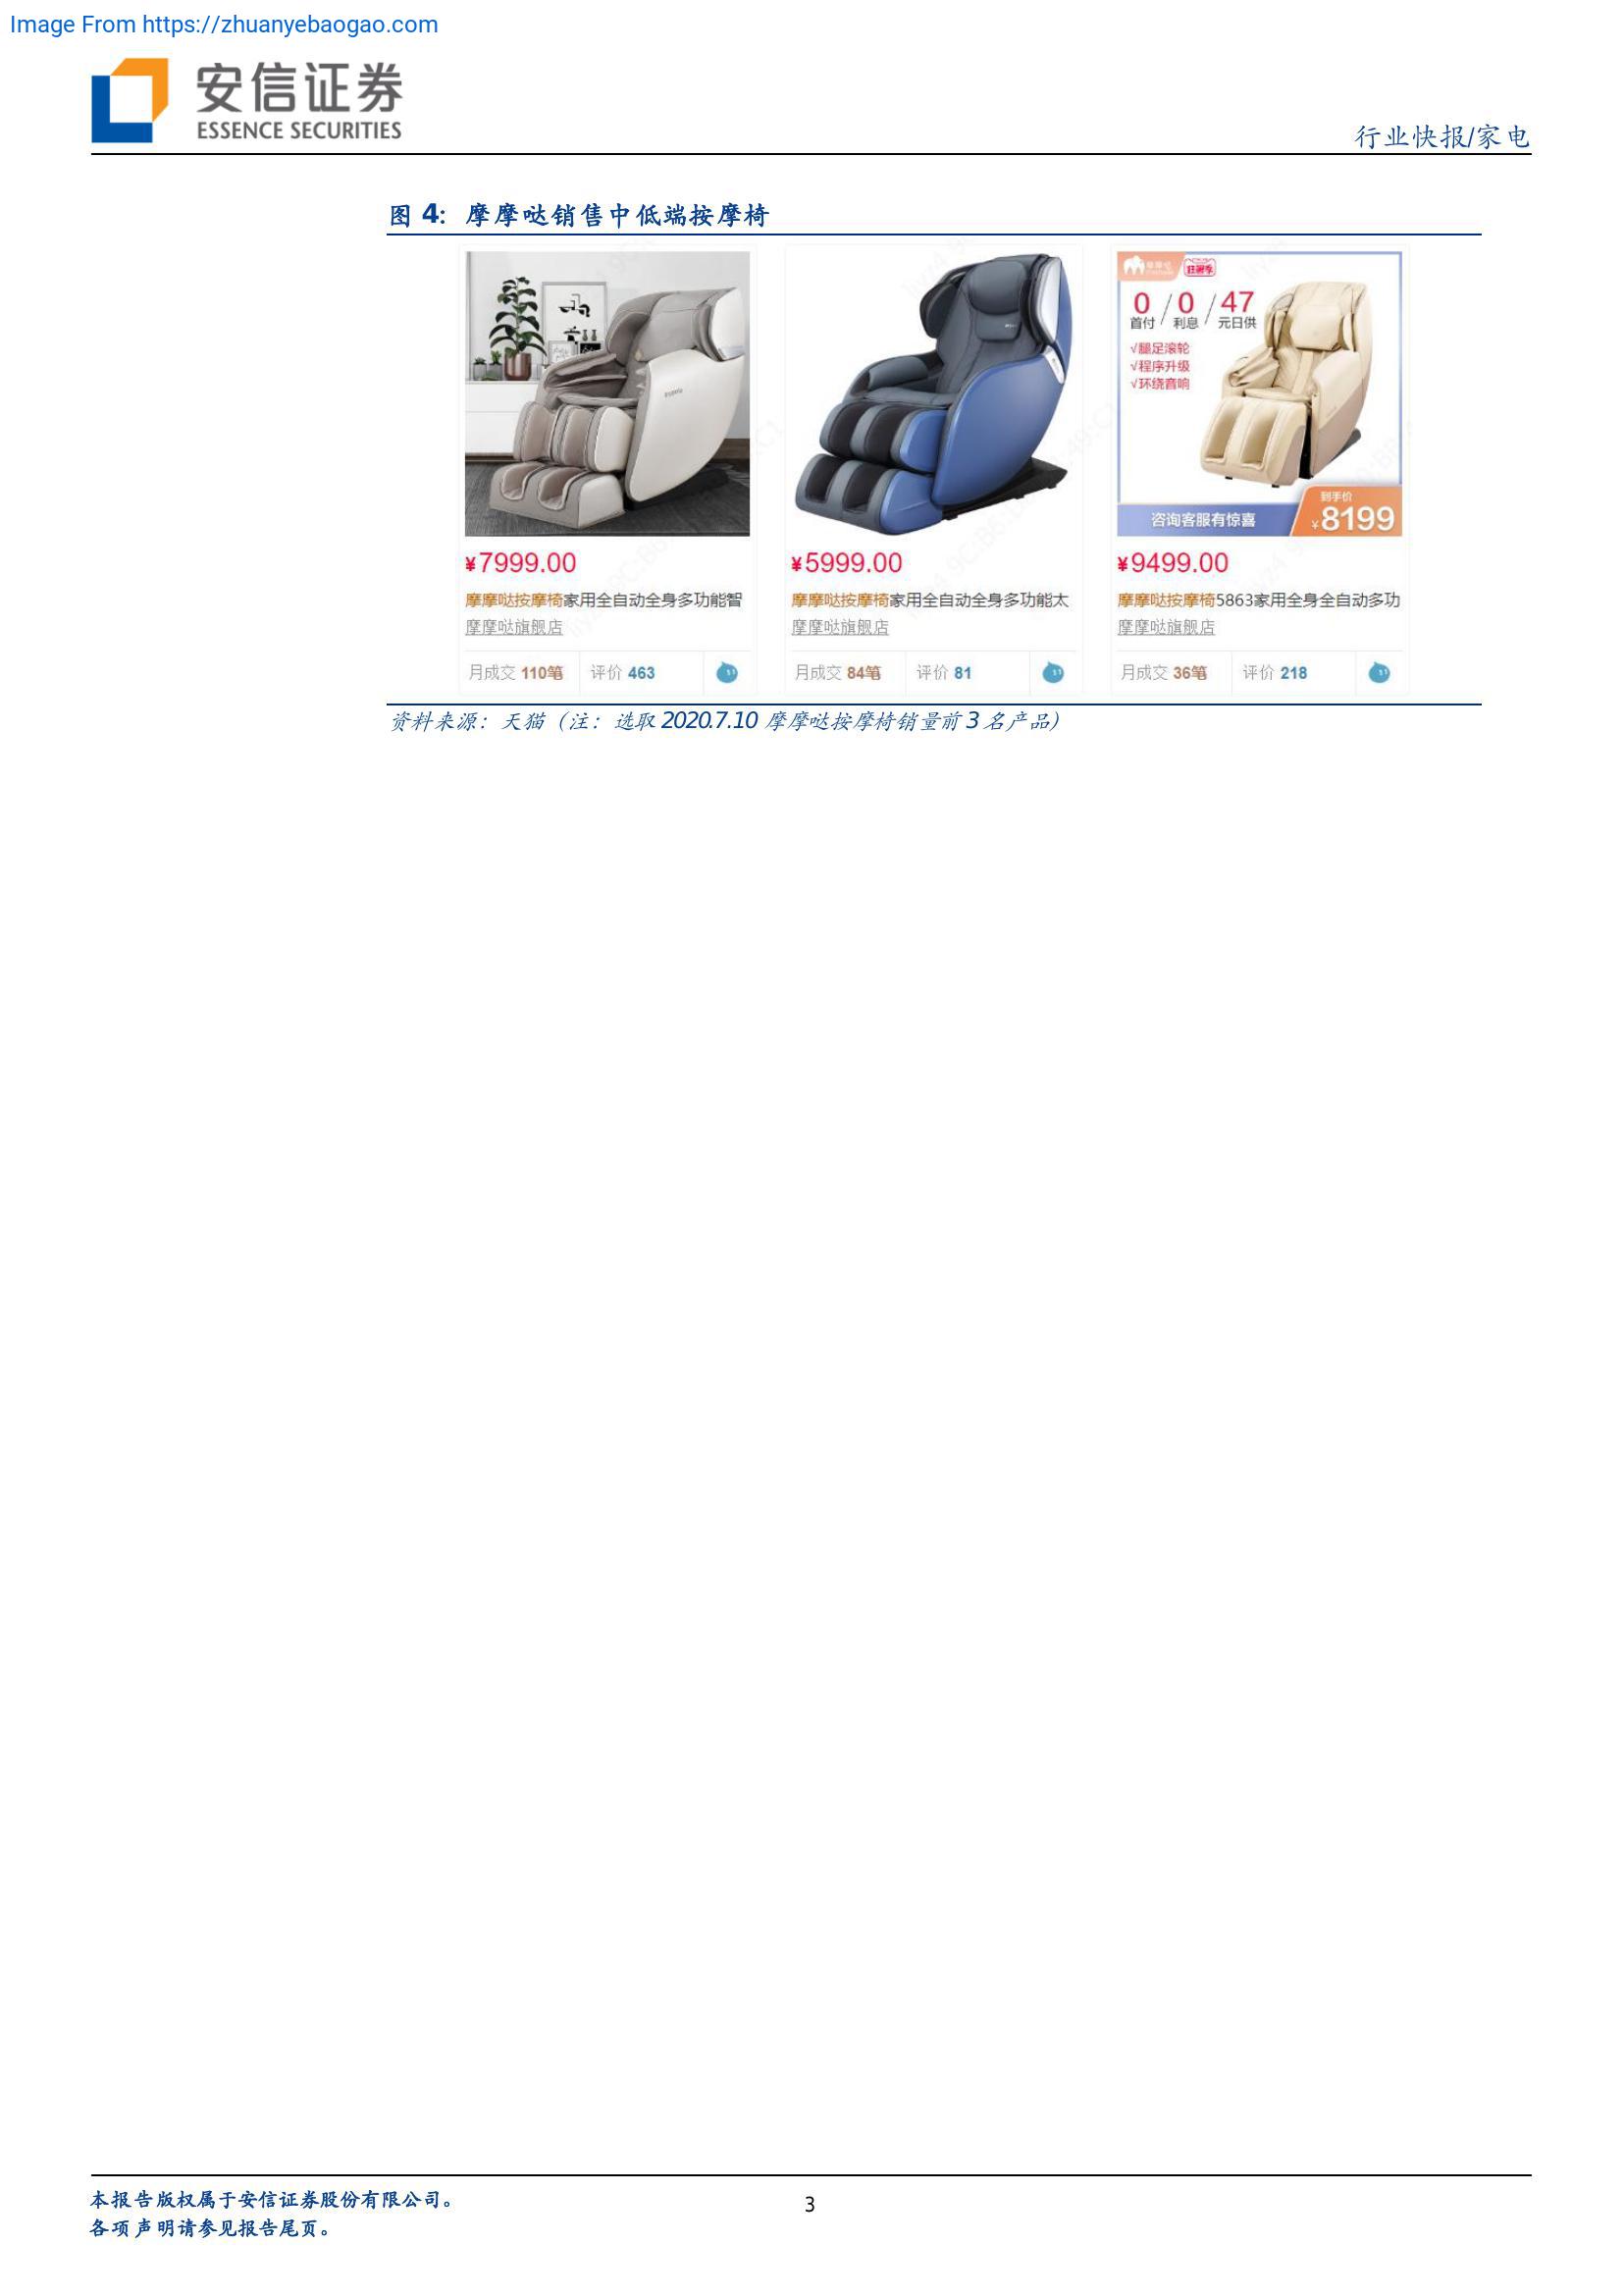 Image From https://zhuanyebaogao.com
安信证券
ESSENCE SECURITIES
行业快报/家电
图 4：摩摩哒销售中低端按摩椅
0 / 0 / 47
首付 利息 元日供
√腿足滚轮
√程序升级
√环绕音响
到手价
咨询客服有惊喜 ¥8199
¥7999.00 ¥5999.00 ¥9499.00
摩摩哒按摩椅家用全自动全身多功能智 摩摩哒按摩椅家用全自动全身多功能太 摩摩哒按摩椅5863家用全身全自动多功
摩摩哒旗舰店 摩摩哒旗舰店 摩摩哒旗舰店
月成交 110笔 评价 463 月成交 84笔 评价 81 月成交 36笔 评价 218
资料来源：天猫（注：选取 2020.7.10 摩摩哒按摩椅销量前 3 名产品）
本报告版权属于安信证券股份有限公司。
3
各项声明请参见报告尾页。